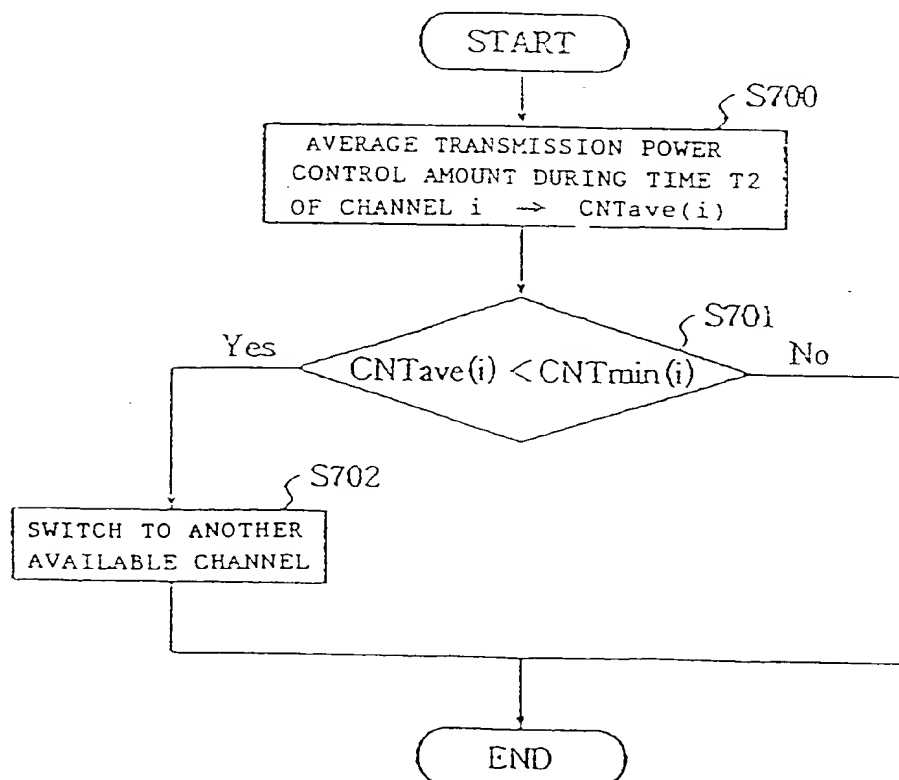 START
S700
AVERAGE TRANSMISSION POWER
CONTROL AMOUNT DURING TIME T2
OF CHANNEL i → CNTave(i)
S701
Yes
CNTave(i) < CNTmin(i)
No
S702
SWITCH TO ANOTHER
AVAILABLE CHANNEL
END